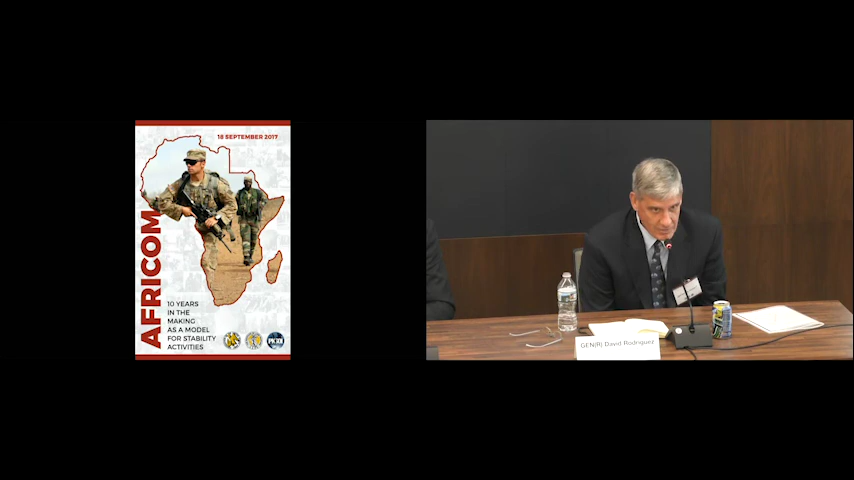 18 SEPTEMBER 2017
AFRICOM
10 YEARS
IN THE
MAKING
AS A MODEL
FOR STABILITY
ACTIVITIES
GEN(R) David Rodriguez